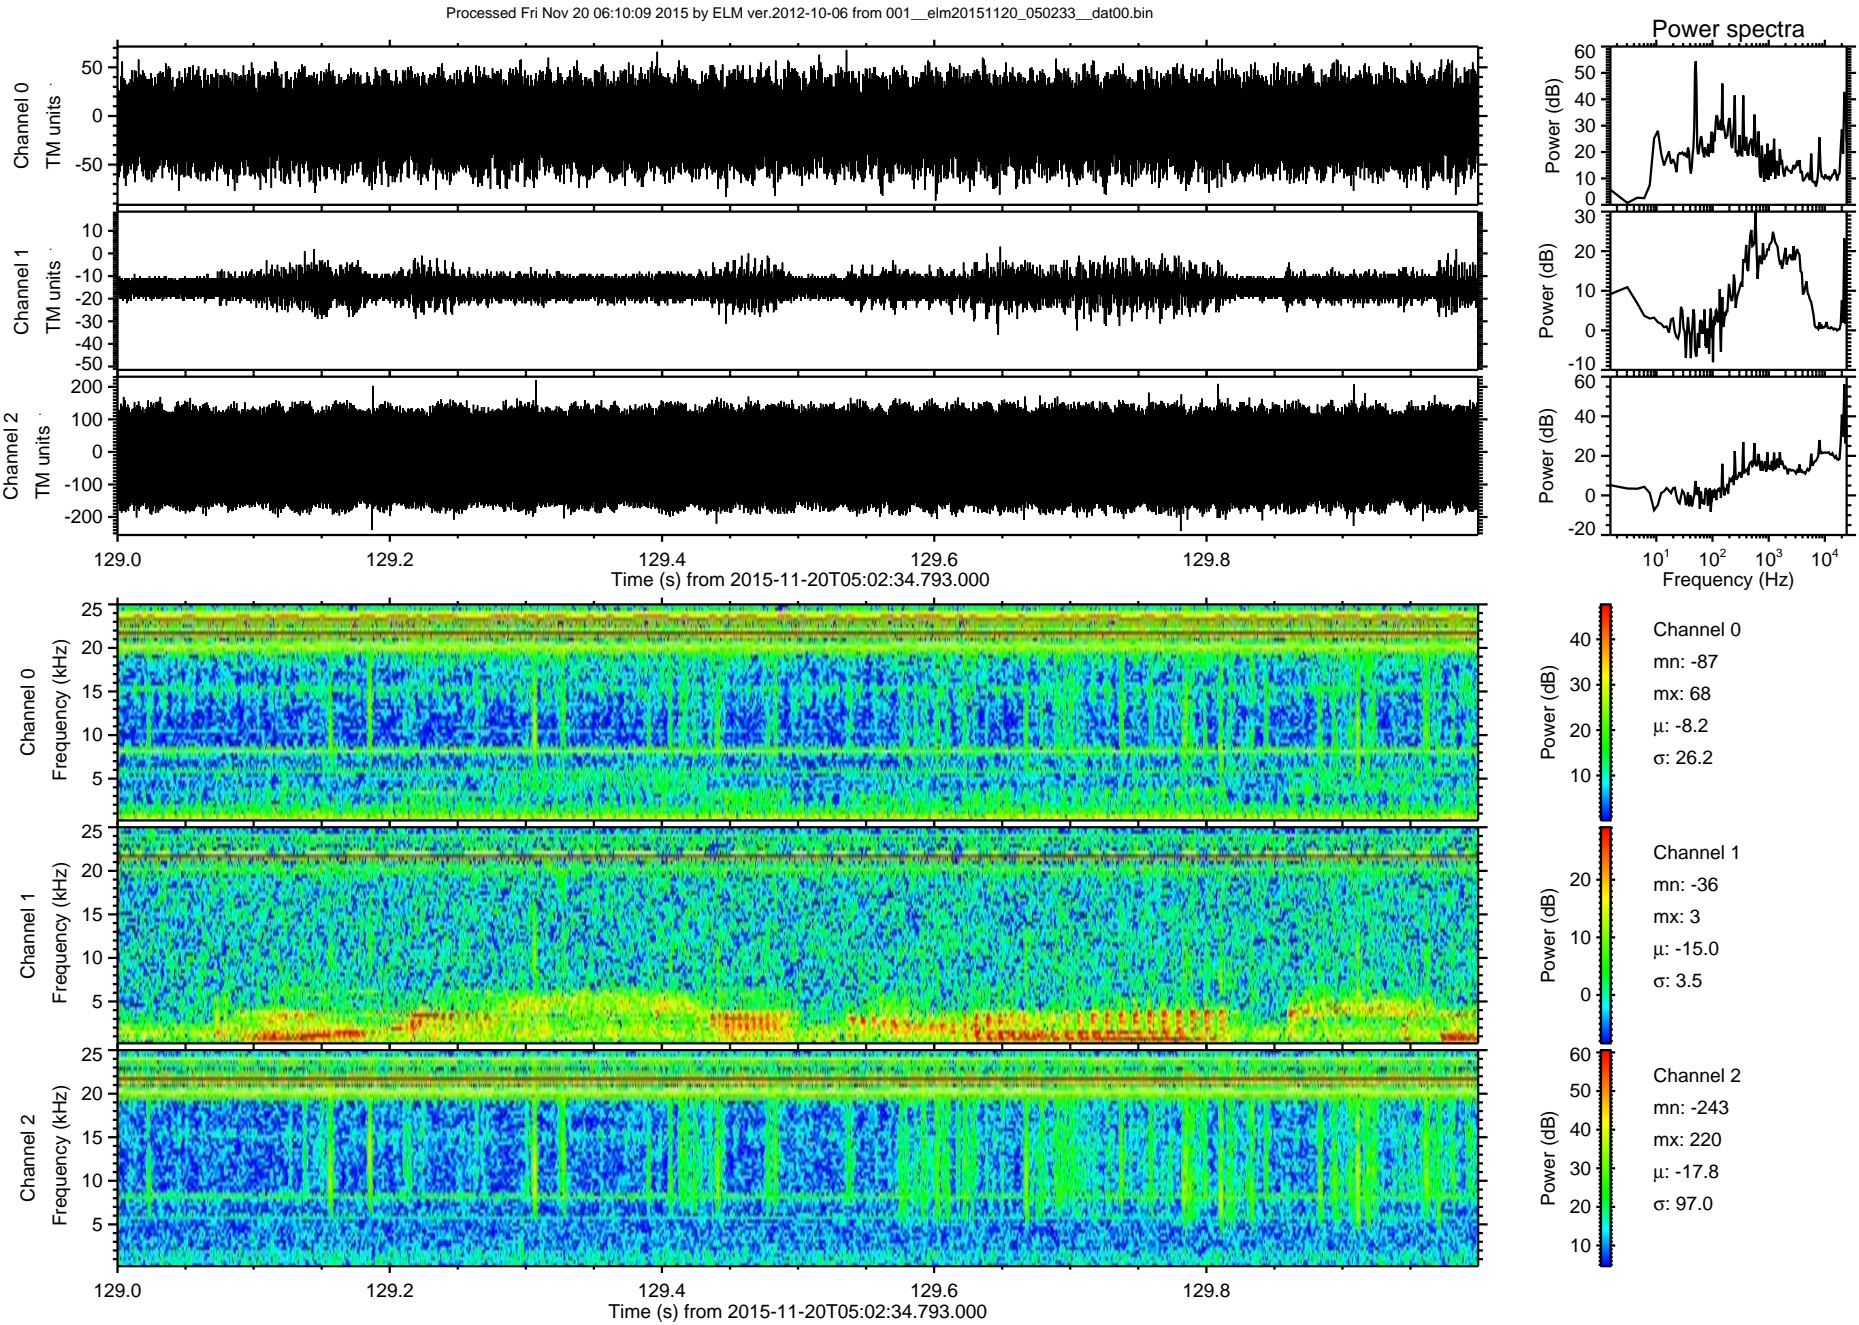 Processed Fri Nov 20 06:10:09 2015 by ELM ver.2012-10-06 from 001__elm20151120_050233__dat00.bin
Power spectra
Channel 0
TM units
50
0
-50
Power (dB)
60
50
40
30
20
10
0
Channel 1
TM units
10
0
-10
-20
-30
-40
-50
Power (dB)
30
20
10
0
-10
Channel 2
TM units
200
100
0
-100
-200
Power (dB)
60
40
20
0
-20
129.0 129.2 129.4 129.6 129.8
Time (s) from 2015-11-20T05:02:34.793.000
10^1 10^2 10^3 10^4
Frequency (Hz)
Channel 0
Frequency (kHz)
25
20
15
10
5
Power (dB)
40
30
20
10
Channel 0
mn: -87
mx: 68
μ: -8.2
σ: 26.2
Channel 1
Frequency (kHz)
25
20
15
10
5
Power (dB)
20
10
0
Channel 1
mn: -36
mx: 3
μ: -15.0
σ: 3.5
Channel 2
Frequency (kHz)
25
20
15
10
5
Power (dB)
60
50
40
30
20
10
Channel 2
mn: -243
mx: 220
μ: -17.8
σ: 97.0
129.0 129.2 129.4 129.6 129.8
Time (s) from 2015-11-20T05:02:34.793.000